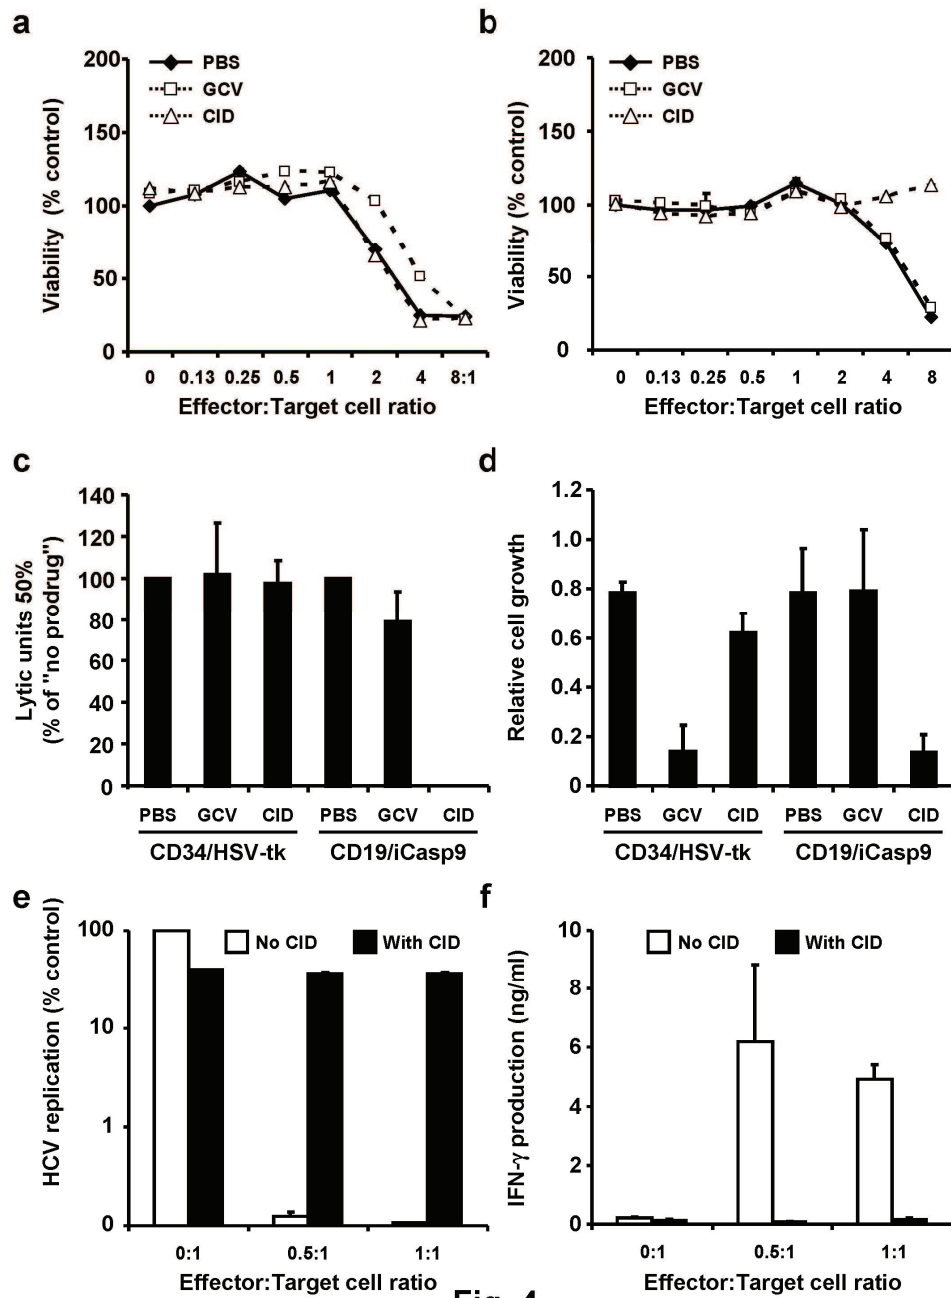 a
PBS
GCV
CID
200
150
100
50
0
Viability (% control)
0 0.13 0.25 0.5 1 2 4 8:1
Effector:Target cell ratio
b
PBS
GCV
CID
200
150
100
50
0
Viability (% control)
0 0.13 0.25 0.5 1 2 4 8
Effector:Target cell ratio
c
140
120
100
80
60
40
20
0
Lytic units 50%
(% of "no prodrug")
PBS GCV CID PBS GCV CID
CD34/HSV-tk CD19/iCasp9
d
1.2
1.0
0.8
0.6
0.4
0.2
0
Relative cell growth
PBS GCV CID PBS GCV CID
CD34/HSV-tk CD19/iCasp9
e
No CID With CID
100
10
1
0
HCV replication (% control)
0:1 0.5:1 1:1
Effector:Target cell ratio
f
No CID With CID
10
8
6
4
2
0
IFN-γ production (ng/ml)
0:1 0.5:1 1:1
Effector:Target cell ratio